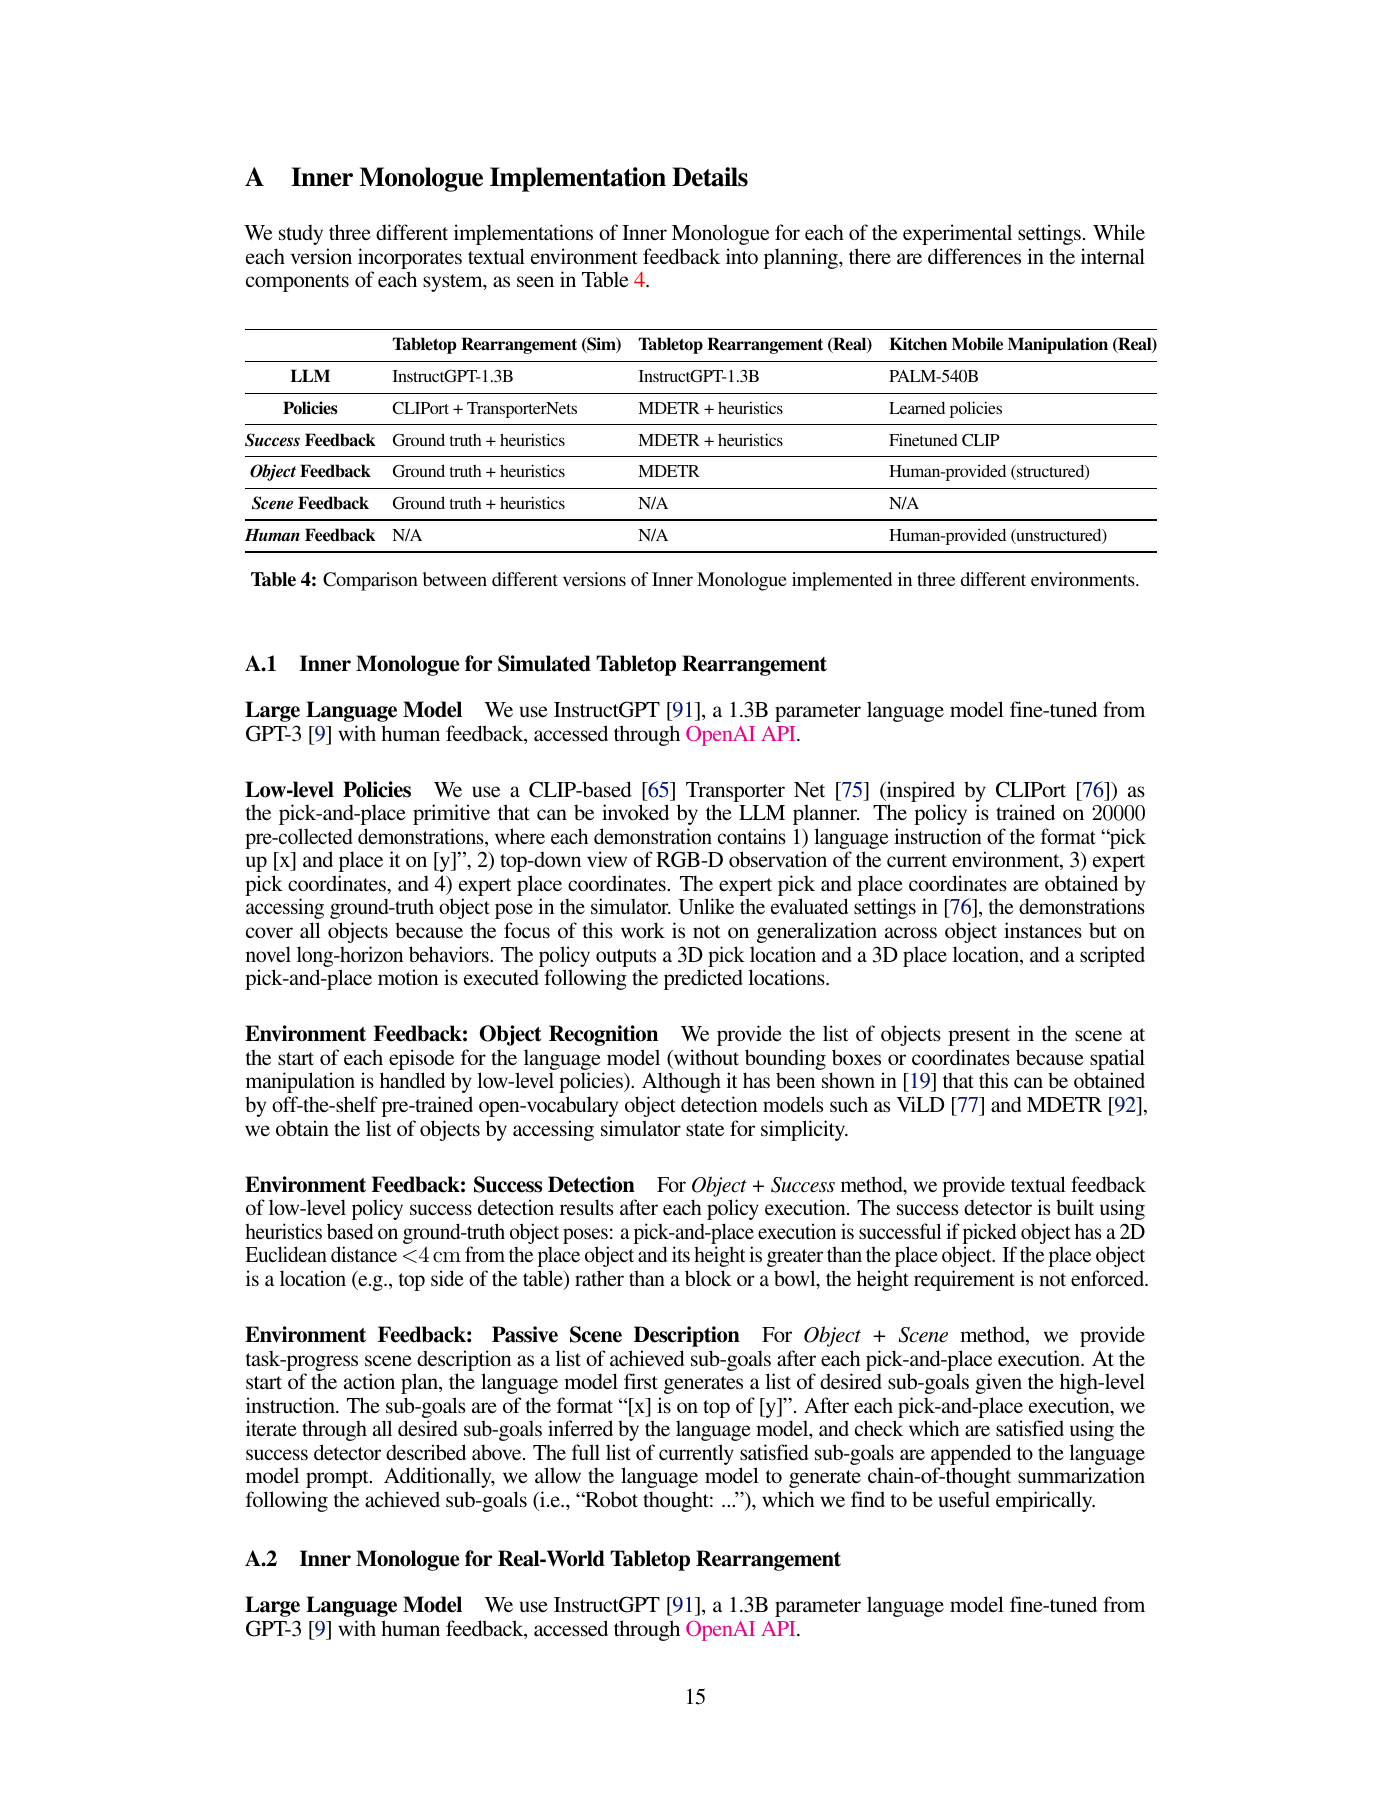 A Inner Monologue Implementation Details
We study three different implementations of Inner Monologue for each of the experimental settings. While
each version incorporates textual environment feedback into planning, there are differences in the internal
components of each system, as seen in Table 4.
Tabletop Rearrangement (Sim) Tabletop Rearrangement (Real) Kitchen Mobile Manipulation (Real)
LLM InstructGPT-1.3B InstructGPT-1.3B PALM-540B
Policies CLIPort + TransporterNets MDETR + heuristics Learned policies
Success Feedback Ground truth + heuristics MDETR + heuristics Finetuned CLIP
Object Feedback Ground truth + heuristics MDETR Human-provided (structured)
Scene Feedback Ground truth + heuristics N/A N/A
Human Feedback N/A N/A Human-provided (unstructured)
Table 4: Comparison between different versions of Inner Monologue implemented in three different environments.
A.1 Inner Monologue for Simulated Tabletop Rearrangement
Large Language Model We use InstructGPT [91], a 1.3B parameter language model fine-tuned from
GPT-3 [9] with human feedback, accessed through OpenAI API.
Low-level Policies We use a CLIP-based [65] Transporter Net [75] (inspired by CLIPort [76]) as
the pick-and-place primitive that can be invoked by the LLM planner. The policy is trained on 20000
pre-collected demonstrations, where each demonstration contains 1) language instruction of the format “pick
up [x] and place it on [y]”, 2) top-down view of RGB-D observation of the current environment, 3) expert
pick coordinates, and 4) expert place coordinates. The expert pick and place coordinates are obtained by
accessing ground-truth object pose in the simulator. Unlike the evaluated settings in [76], the demonstrations
cover all objects because the focus of this work is not on generalization across object instances but on
novel long-horizon behaviors. The policy outputs a 3D pick location and a 3D place location, and a scripted
pick-and-place motion is executed following the predicted locations.
Environment Feedback: Object Recognition We provide the list of objects present in the scene at
the start of each episode for the language model (without bounding boxes or coordinates because spatial
manipulation is handled by low-level policies). Although it has been shown in [19] that this can be obtained
by off-the-shelf pre-trained open-vocabulary object detection models such as ViLD [77] and MDETR [92],
we obtain the list of objects by accessing simulator state for simplicity.
Environment Feedback: Success Detection For Object + Success method, we provide textual feedback
of low-level policy success detection results after each policy execution. The success detector is built using
heuristics based on ground-truth object poses: a pick-and-place execution is successful if picked object has a 2D
Euclidean distance <4 cm from the place object and its height is greater than the place object. If the place object
is a location (e.g., top side of the table) rather than a block or a bowl, the height requirement is not enforced.
Environment Feedback: Passive Scene Description For Object + Scene method, we provide
task-progress scene description as a list of achieved sub-goals after each pick-and-place execution. At the
start of the action plan, the language model first generates a list of desired sub-goals given the high-level
instruction. The sub-goals are of the format “[x] is on top of [y]”. After each pick-and-place execution, we
iterate through all desired sub-goals inferred by the language model, and check which are satisfied using the
success detector described above. The full list of currently satisfied sub-goals are appended to the language
model prompt. Additionally, we allow the language model to generate chain-of-thought summarization
following the achieved sub-goals (i.e., “Robot thought: ...”), which we find to be useful empirically.
A.2 Inner Monologue for Real-World Tabletop Rearrangement
Large Language Model We use InstructGPT [91], a 1.3B parameter language model fine-tuned from
GPT-3 [9] with human feedback, accessed through OpenAI API.
15